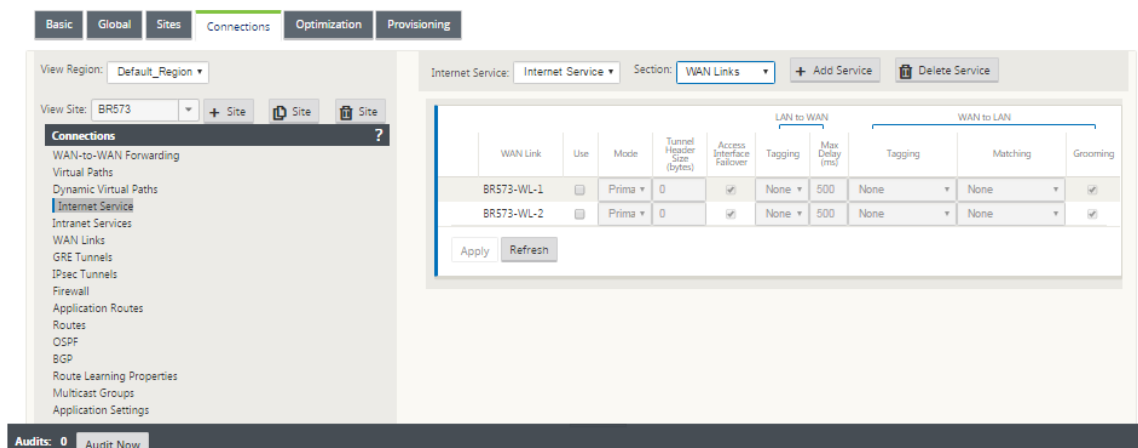 Basic Global Sites Connections Optimization Provisioning
View Region: Default_Region
Internet Service: Internet Service Section: WAN Links + Add Service Delete Service
View Site: BR573 + Site Site Site
Connections ?
WAN-to-WAN Forwarding
Virtual Paths
Dynamic Virtual Paths
Internet Service
Intranet Services
WAN Links
GRE Tunnels
IPsec Tunnels
Firewall
Application Routes
Routes
OSPF
BGP
Route Learning Properties
Multicast Groups
Application Settings
LAN to WAN WAN to LAN
WAN Link Use Mode Tunnel Header Size (bytes) Access Interface Failover Tagging Max Delay (ms) Tagging Matching Grooming
BR573-WL-1 Prima 0 None 500 None None
BR573-WL-2 Prima 0 None 500 None None
Apply Refresh
Audits: 0 Audit Now